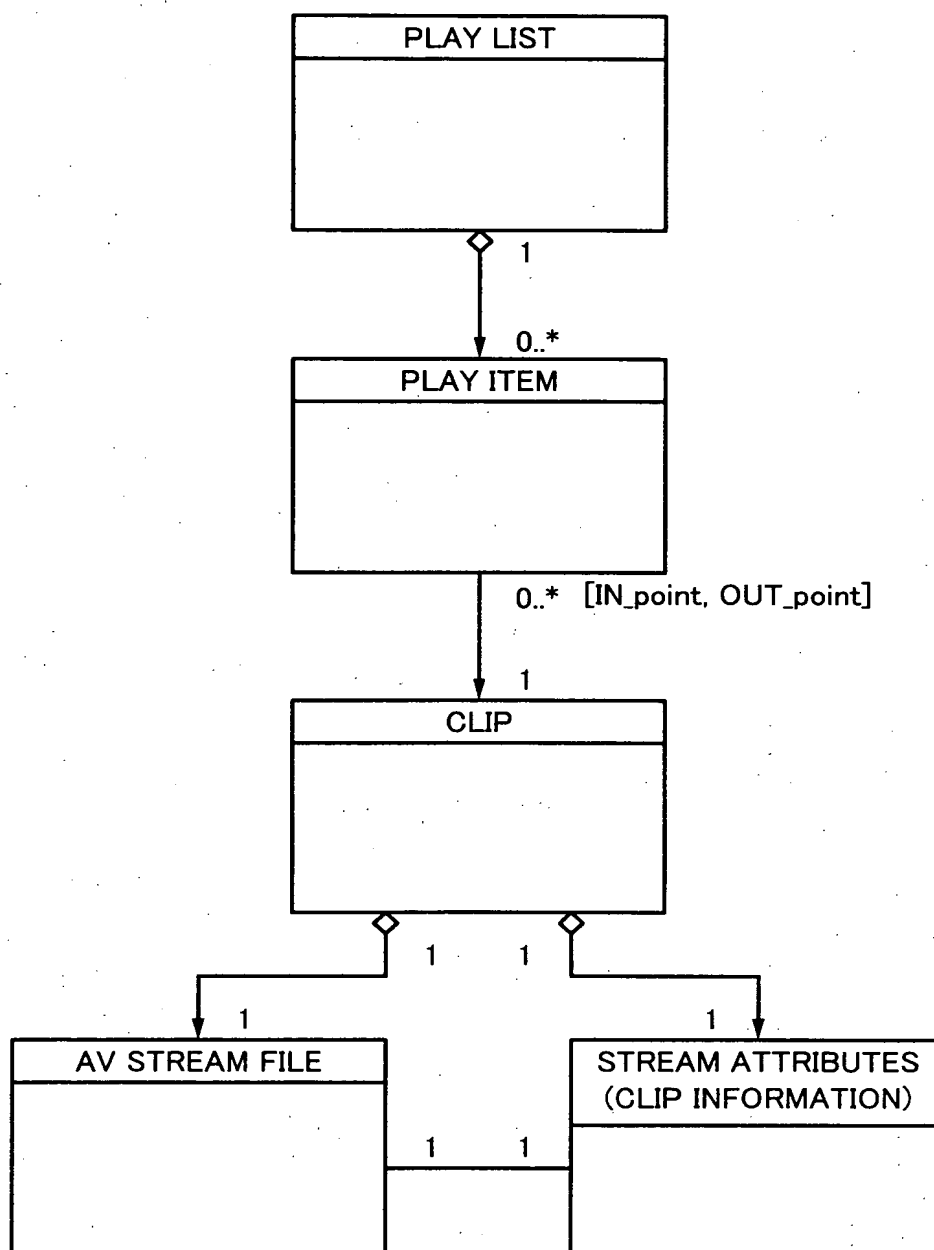 PLAY LIST
1
0..*
PLAY ITEM
0..* [IN_point, OUT_point]
1
CLIP
1 1
1 1
AV STREAM FILE
STREAM ATTRIBUTES
(CLIP INFORMATION)
1 1